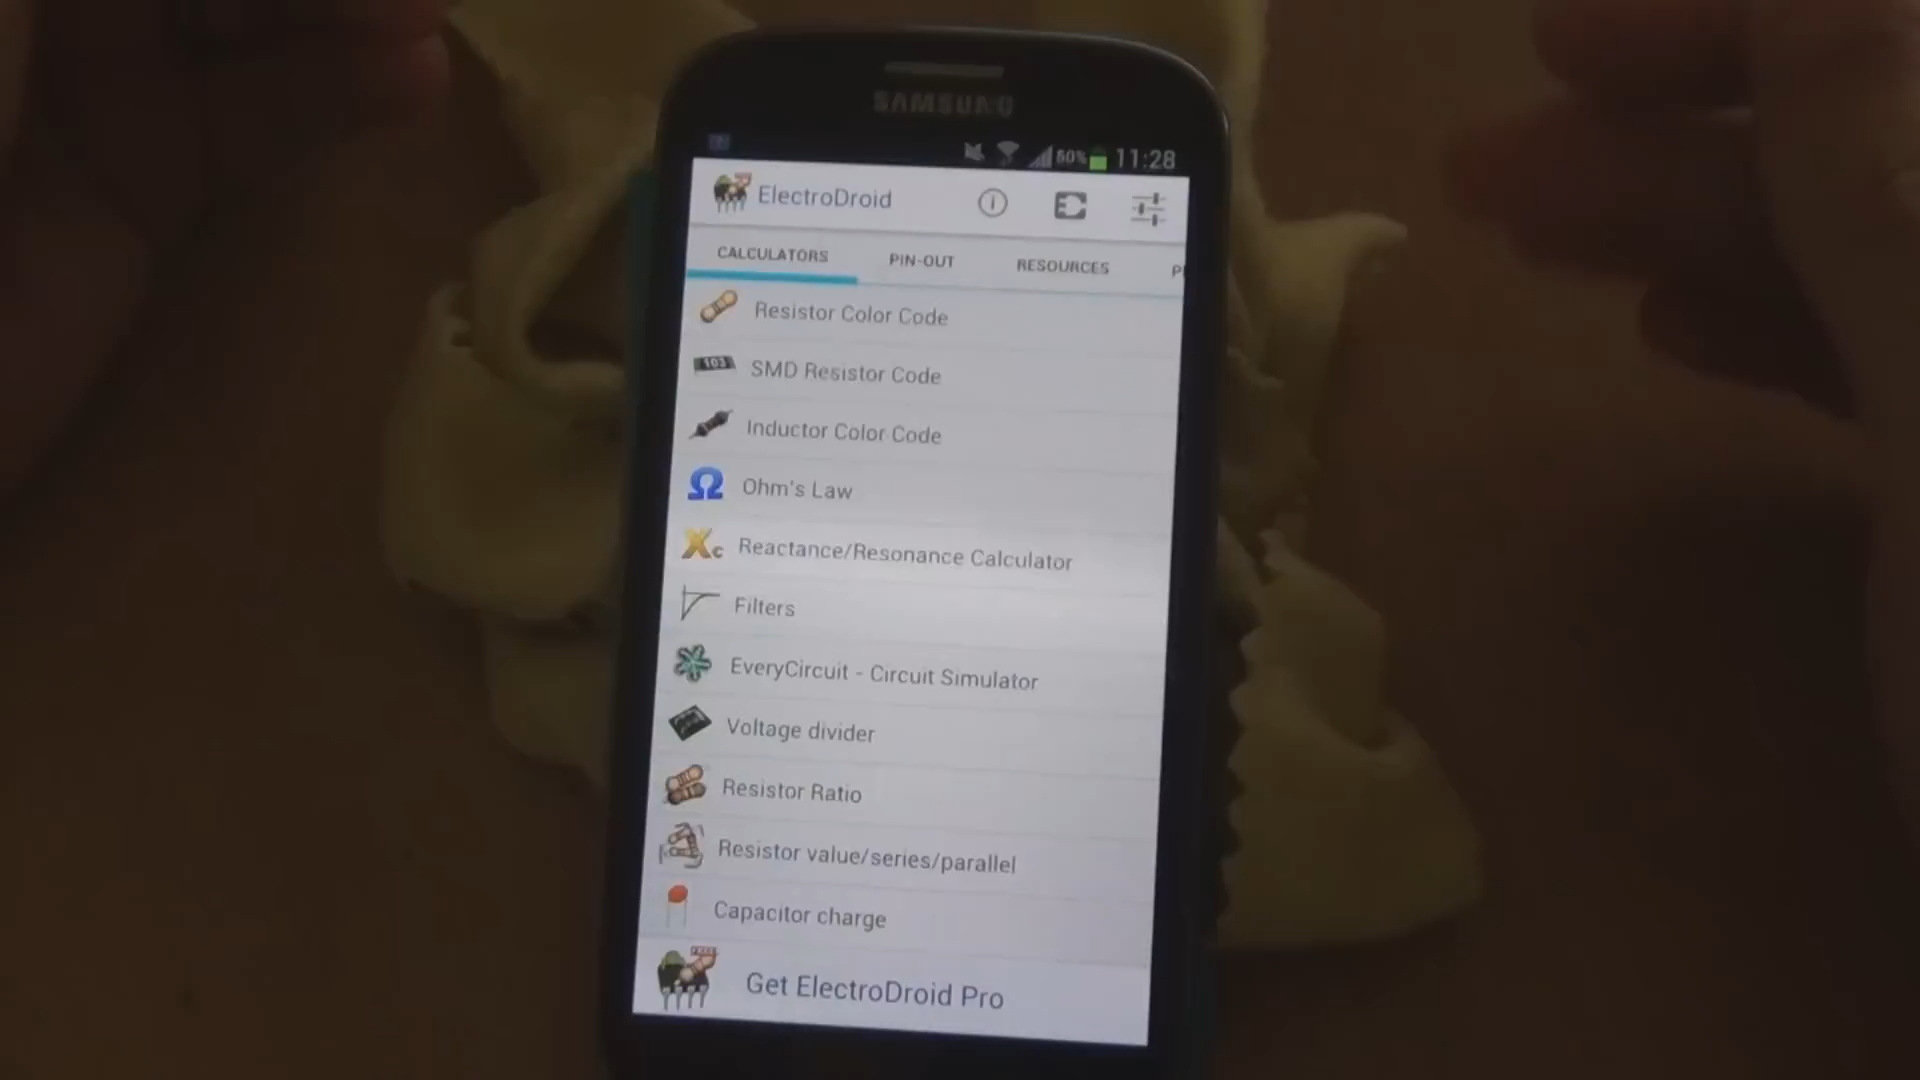 SAMSUNG
50% 11:28
ElectroDroid
CALCULATORS PIN-OUT RESOURCES
Resistor Color Code
103 SMD Resistor Code
Inductor Color Code
Ω Ohm's Law
Xc Reactance/Resonance Calculator
Filters
EveryCircuit - Circuit Simulator
Voltage divider
Resistor Ratio
Resistor value/series/parallel
Capacitor charge
FREE
Get ElectroDroid Pro